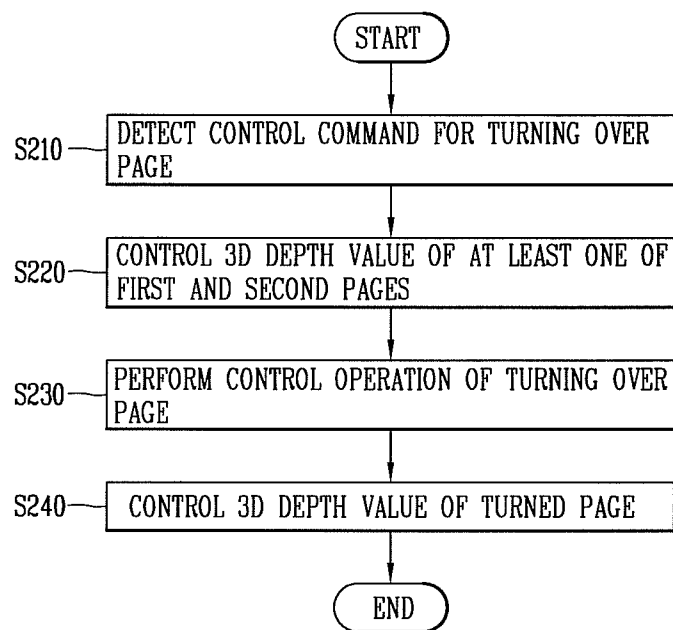 START
S210
DETECT CONTROL COMMAND FOR TURNING OVER
PAGE
S220
CONTROL 3D DEPTH VALUE OF AT LEAST ONE OF
FIRST AND SECOND PAGES
S230
PERFORM CONTROL OPERATION OF TURNING OVER
PAGE
S240
CONTROL 3D DEPTH VALUE OF TURNED PAGE
END